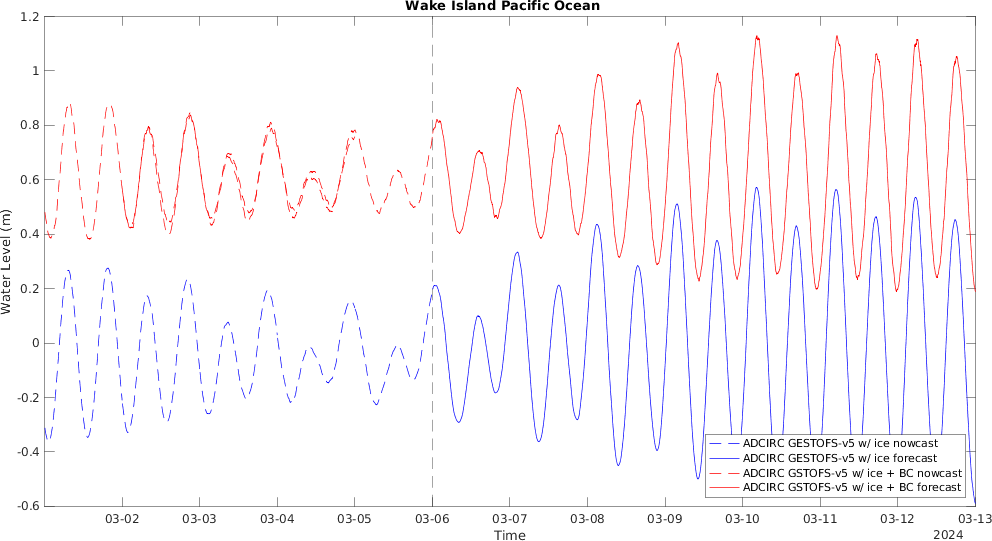 Wake Island Pacific Ocean
1.2
1
0.8
0.6
0.4
0.2
0
-0.2
-0.4
-0.6
Water Level (m)
ADCIRC GESTOFS-v5 w/ ice nowcast
ADCIRC GESTOFS-v5 w/ ice forecast
ADCIRC GSTOFS-v5 w/ ice + BC nowcast
ADCIRC GSTOFS-v5 w/ ice + BC forecast
03-02 03-03 03-04 03-05 03-06 03-07 03-08 03-09 03-10 03-11 03-12 03-13
Time
2024